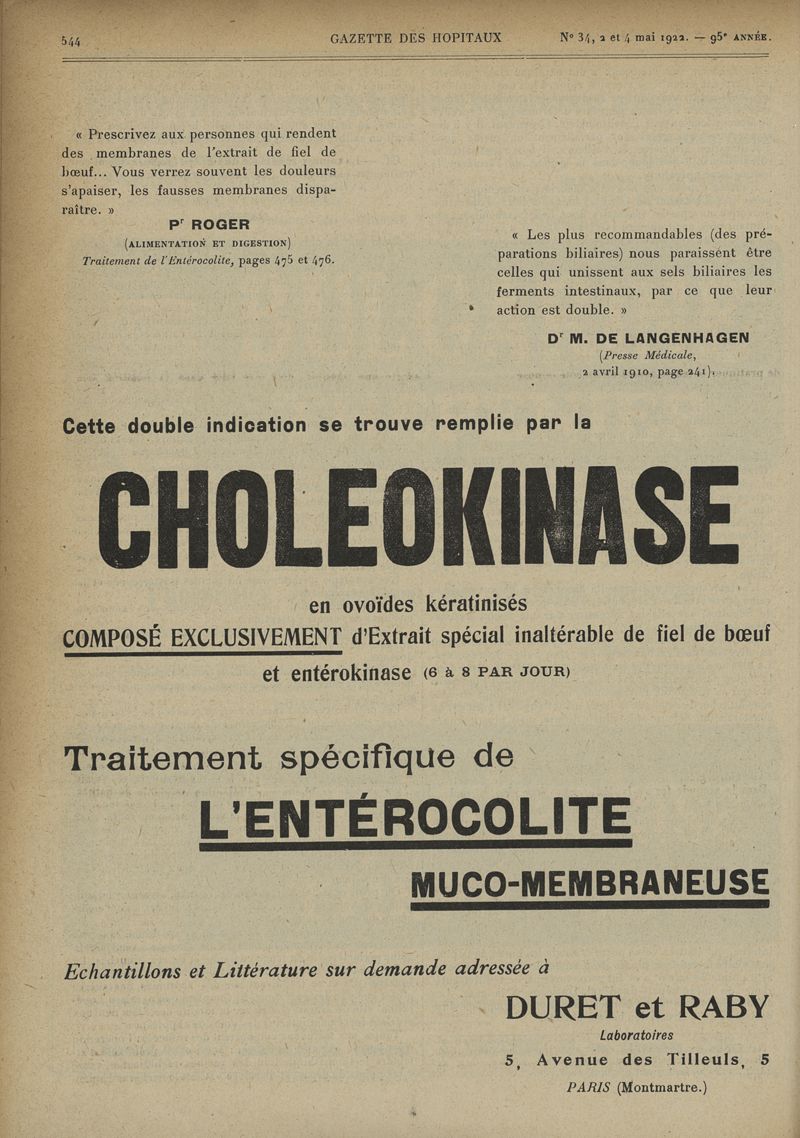 544 GAZETTE DES HOPITAUX N° 34, 2 et 4 mai 1922. — 95e ANNÉE.
« Prescrivez aux personnes qui rendent
des membranes de l'extrait de fiel de
bœuf... Vous verrez souvent les douleurs
s'apaiser, les fausses membranes dispa-
raître. »
Pr ROGER
(ALIMENTATION ET DIGESTION)
Traitement de l'Entérocolite, pages 475 et 476.
« Les plus recommandables (des pré-
parations biliaires) nous paraissent être
celles qui unissent aux sels biliaires les
ferments intestinaux, par ce que leur
action est double. »
Dr M. DE LANGENHAGEN
(Presse Médicale,
2 avril 1910, page 241).
Cette double indication se trouve remplie par la
CHOLEOKINASE
en ovoïdes kératinisés
COMPOSÉ EXCLUSIVEMENT d'Extrait spécial inaltérable de fiel de bœuf
et entérokinase (6 à 8 PAR JOUR)
Traitement spécifique de
L'ENTÉROCOLITE
MUCO-MEMBRANEUSE
Echantillons et Littérature sur demande adressée à
DURET et RABY
Laboratoires
5, Avenue des Tilleuls, 5
PARIS (Montmartre.)